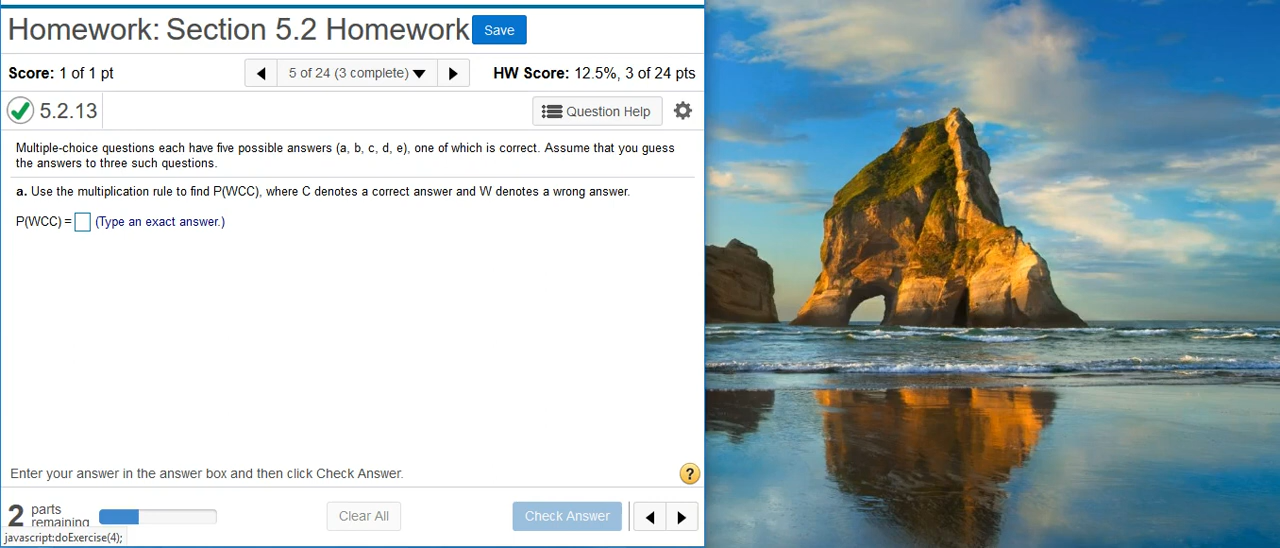 Homework: Section 5.2 Homework Save
Score: 1 of 1 pt 5 of 24 (3 complete) HW Score: 12.5%, 3 of 24 pts
5.2.13 Question Help
Multiple-choice questions each have five possible answers (a, b, c, d, e), one of which is correct. Assume that you guess
the answers to three such questions.
a. Use the multiplication rule to find P(WCC), where C denotes a correct answer and W denotes a wrong answer.
P(WCC) = (Type an exact answer.)
Enter your answer in the answer box and then click Check Answer. ?
2 parts
remaining
Clear All Check Answer
javascript:doExercise(4);